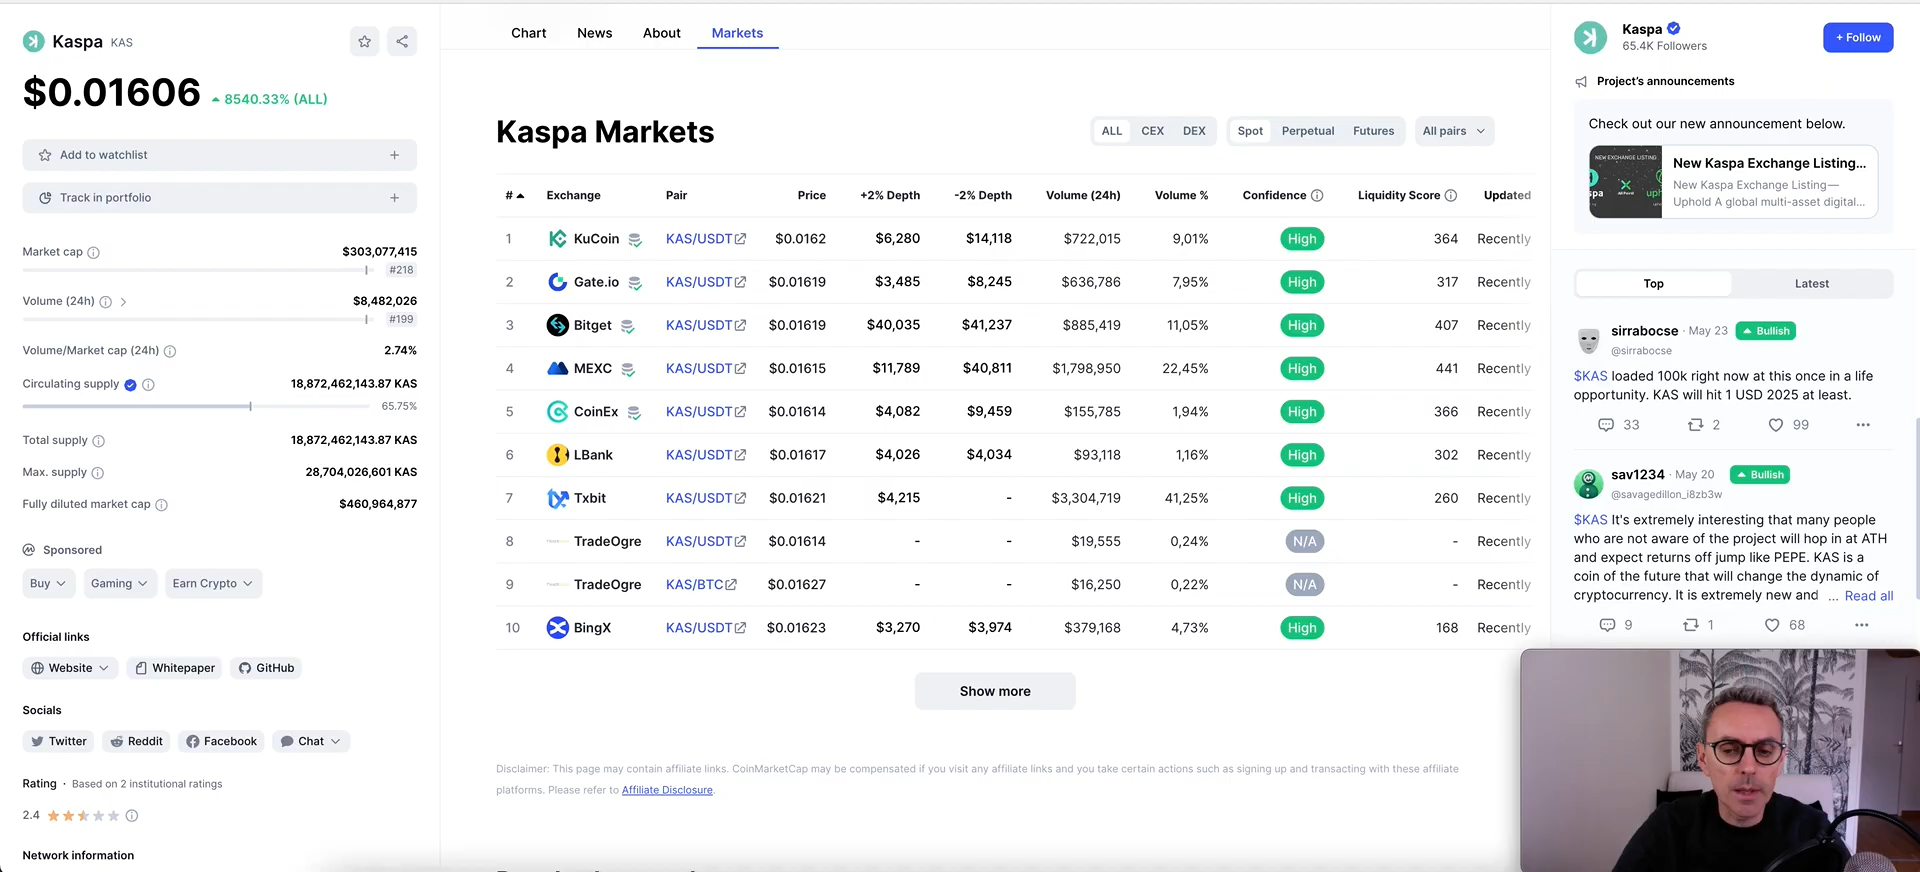 Kaspa KAS
$0.01606 8540.33% (ALL)
Add to watchlist +
Track in portfolio +
Market cap $303,077,415
#218
Volume (24h) $8,482,026
#199
Volume/Market cap (24h) 2.74%
Circulating supply 18,872,462,143.87 KAS
65.75%
Total supply 18,872,462,143.87 KAS
Max. supply 28,704,026,601 KAS
Fully diluted market cap $460,964,877
Sponsored
Buy Gaming Earn Crypto
Official links
Website Whitepaper GitHub
Socials
Twitter Reddit Facebook Chat
Rating · Based on 2 institutional ratings
2.4
Network information
Chart News About Markets
Kaspa Markets
ALL CEX DEX Spot Perpetual Futures All pairs
# Exchange Pair Price +2% Depth -2% Depth Volume (24h) Volume % Confidence Liquidity Score Updated
1 KuCoin KAS/USDT $0.0162 $6,280 $14,118 $722,015 9,01% High 364 Recently
2 Gate.io KAS/USDT $0.01619 $3,485 $8,245 $636,786 7,95% High 317 Recently
3 Bitget KAS/USDT $0.01619 $40,035 $41,237 $885,419 11,05% High 407 Recently
4 MEXC KAS/USDT $0.01615 $11,789 $40,811 $1,798,950 22,45% High 441 Recently
5 CoinEx KAS/USDT $0.01614 $4,082 $9,459 $155,785 1,94% High 366 Recently
6 LBank KAS/USDT $0.01617 $4,026 $4,034 $93,118 1,16% High 302 Recently
7 Txbit KAS/USDT $0.01621 $4,215 - $3,304,719 41,25% High 260 Recently
8 TradeOgre KAS/USDT $0.01614 - - $19,555 0,24% N/A - Recently
9 TradeOgre KAS/BTC $0.01627 - - $16,250 0,22% N/A - Recently
10 BingX KAS/USDT $0.01623 $3,270 $3,974 $379,168 4,73% High 168 Recently
Show more
Disclaimer: This page may contain affiliate links. CoinMarketCap may be compensated if you visit any affiliate links and you take certain actions such as signing up and transacting with these affiliate
platforms. Please refer to Affiliate Disclosure.
Kaspa
65.4K Followers
+ Follow
Project's announcements
Check out our new announcement below.
NEW EXCHANGE LISTING
New Kaspa Exchange Listing...
New Kaspa Exchange Listing—
Uphold A global multi-asset digital...
Top Latest
sirrabocse · May 23 Bullish
@sirrabocse
$KAS loaded 100k right now at this once in a life
opportunity. KAS will hit 1 USD 2025 at least.
33 2 99 ...
sav1234 · May 20 Bullish
@savagedillon_i8zb3w
$KAS It's extremely interesting that many people
who are not aware of the project will hop in at ATH
and expect returns off jump like PEPE. KAS is a
coin of the future that will change the dynamic of
cryptocurrency. It is extremely new and ... Read all
9 1 68 ...